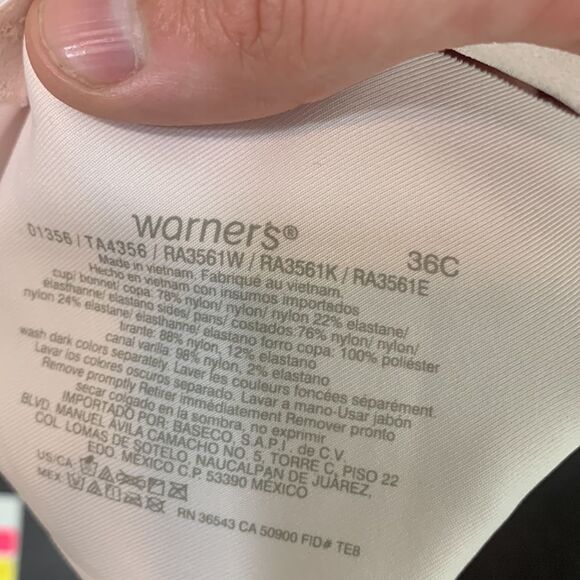 warner's®
36C
01356 / TA4356 / RA3561W / RA3561K / RA3561E
Made in vietnam. Fabriqué au vietnam.
Hecho en vietnam con insumos importados
cup/ bonnet/ copa: 78% nylon/ nylon/ nylon 22% elastane/
élasthanne/ elastano sides/ pans/ costados:76% nylon/ nylon/
nylon 24% elastane/ élasthanne/ elastano forro copa: 100% poliéster
tirante: 88% nylon, 12% elastano
canal varilla: 98% nylon, 2% elastano
wash dark colors separately. Laver les couleurs foncées séparément.
Lavar los colores oscuros separado. Lavar a mano-Usar jabón
Remove promptly Retirer immédiatement Remover pronto
secar colgado en la sombra, no exprimir
IMPORTADO POR: BASECO, S.A.P.I. de C.V.
BLVD. MANUEL ÁVILA CAMACHO NO. 5, TORRE C, PISO 22
COL. LOMAS DE SOTELO, NAUCALPAN DE JUÁREZ,
EDO. MÉXICO C.P. 53390 MÉXICO
US/CA
MEX
RN 36543 CA 50900 FID# TE8